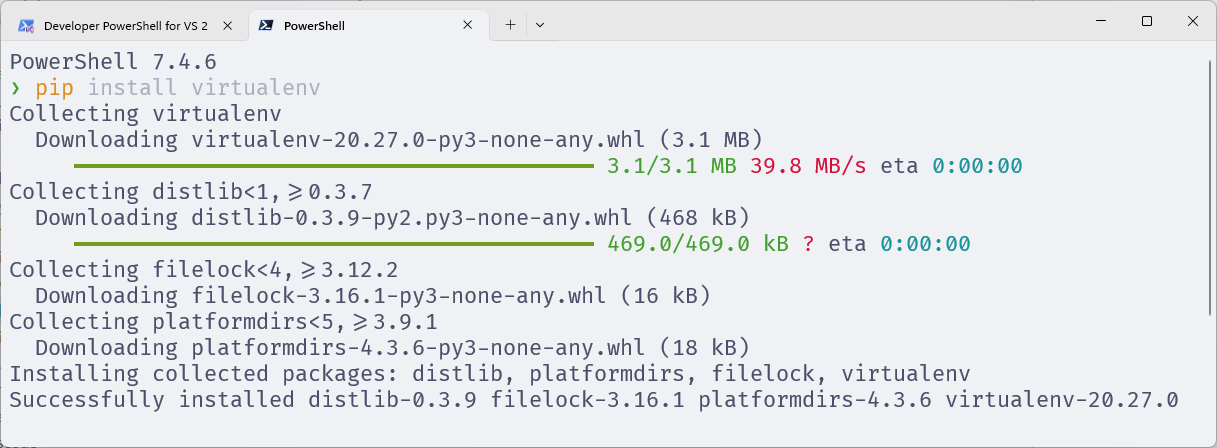 Developer PowerShell for VS 2
PowerShell
PowerShell 7.4.6
❯ pip install virtualenv
Collecting virtualenv
Downloading virtualenv-20.27.0-py3-none-any.whl (3.1 MB)
3.1/3.1 MB 39.8 MB/s eta 0:00:00
Collecting distlib<1,>=0.3.7
Downloading distlib-0.3.9-py2.py3-none-any.whl (468 kB)
469.0/469.0 kB ? eta 0:00:00
Collecting filelock<4,>=3.12.2
Downloading filelock-3.16.1-py3-none-any.whl (16 kB)
Collecting platformdirs<5,>=3.9.1
Downloading platformdirs-4.3.6-py3-none-any.whl (18 kB)
Installing collected packages: distlib, platformdirs, filelock, virtualenv
Successfully installed distlib-0.3.9 filelock-3.16.1 platformdirs-4.3.6 virtualenv-20.27.0